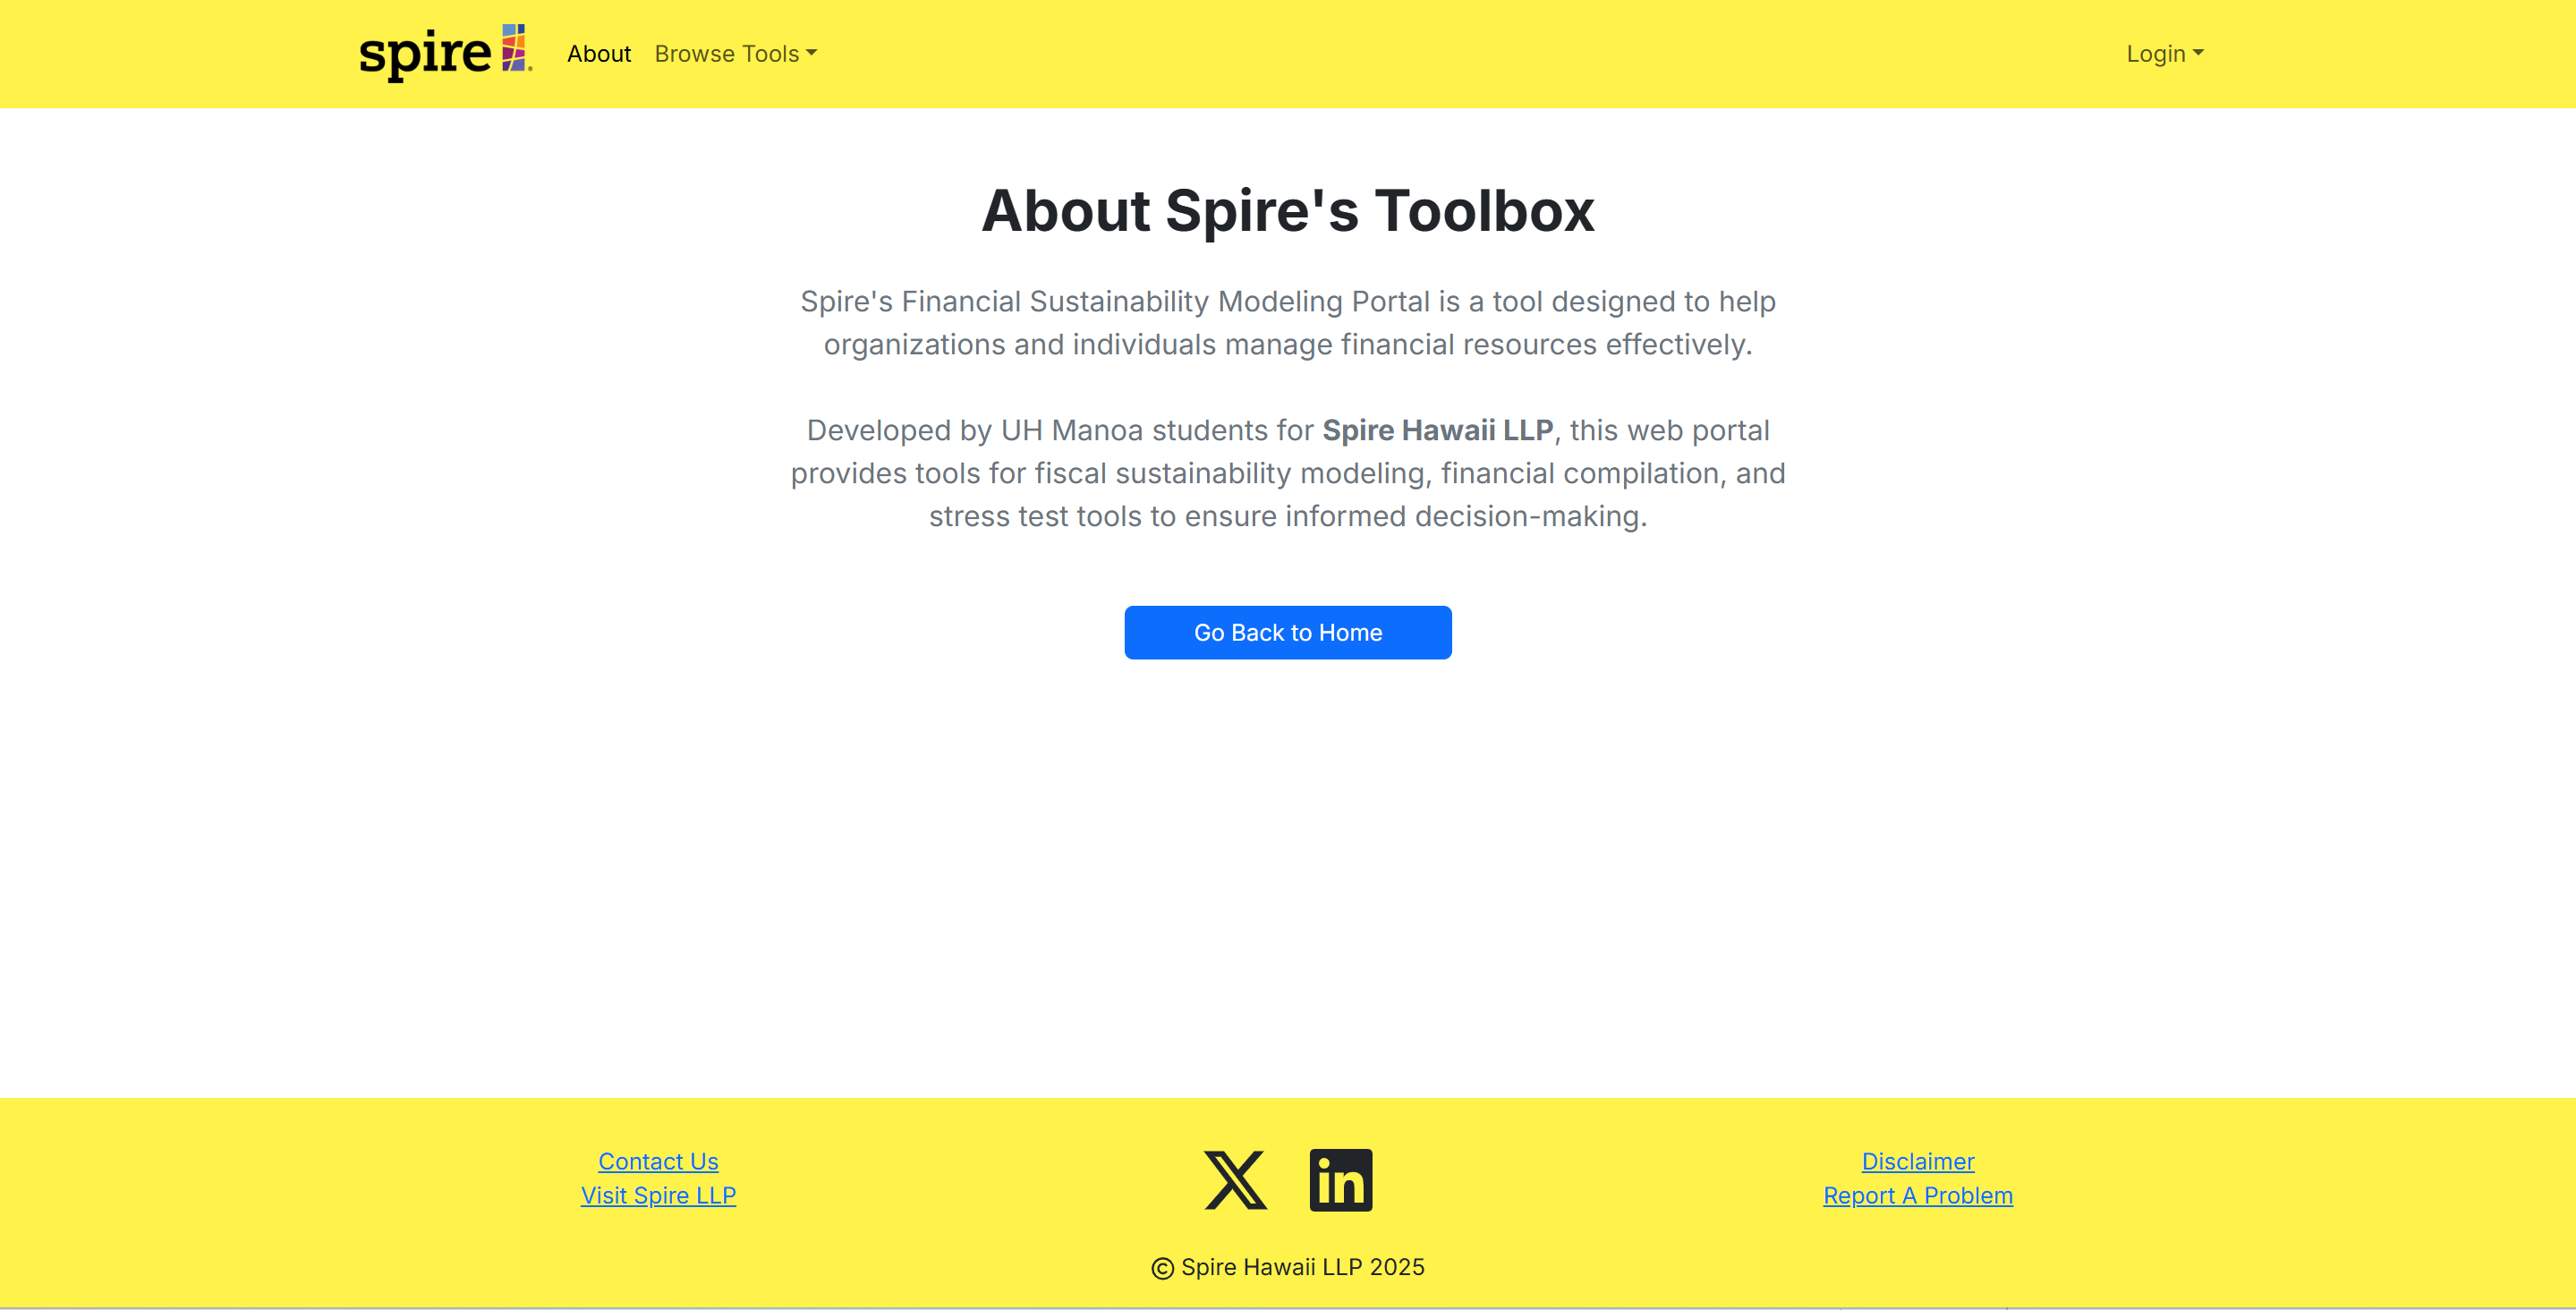 spire
About Browse Tools
Login
About Spire's Toolbox
Spire's Financial Sustainability Modeling Portal is a tool designed to help
organizations and individuals manage financial resources effectively.
Developed by UH Manoa students for Spire Hawaii LLP, this web portal
provides tools for fiscal sustainability modeling, financial compilation, and
stress test tools to ensure informed decision-making.
Go Back to Home
Contact Us
Visit Spire LLP
X in
Disclaimer
Report A Problem
© Spire Hawaii LLP 2025